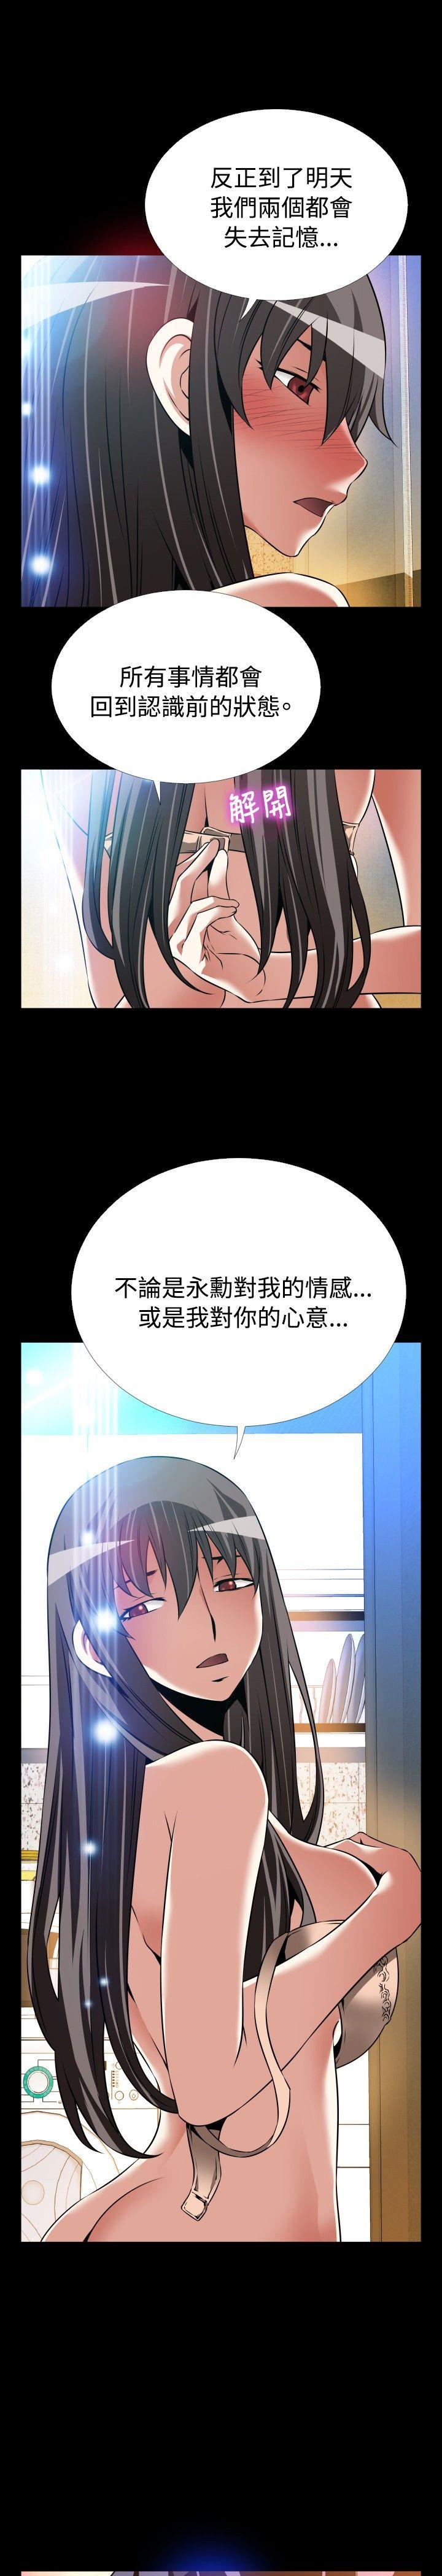 反正到了明天
我們兩個都會
失去記憶...
所有事情都會
回到認識前的狀態。
解開
不論是永勳對我的情感...
或是我對你的心意...